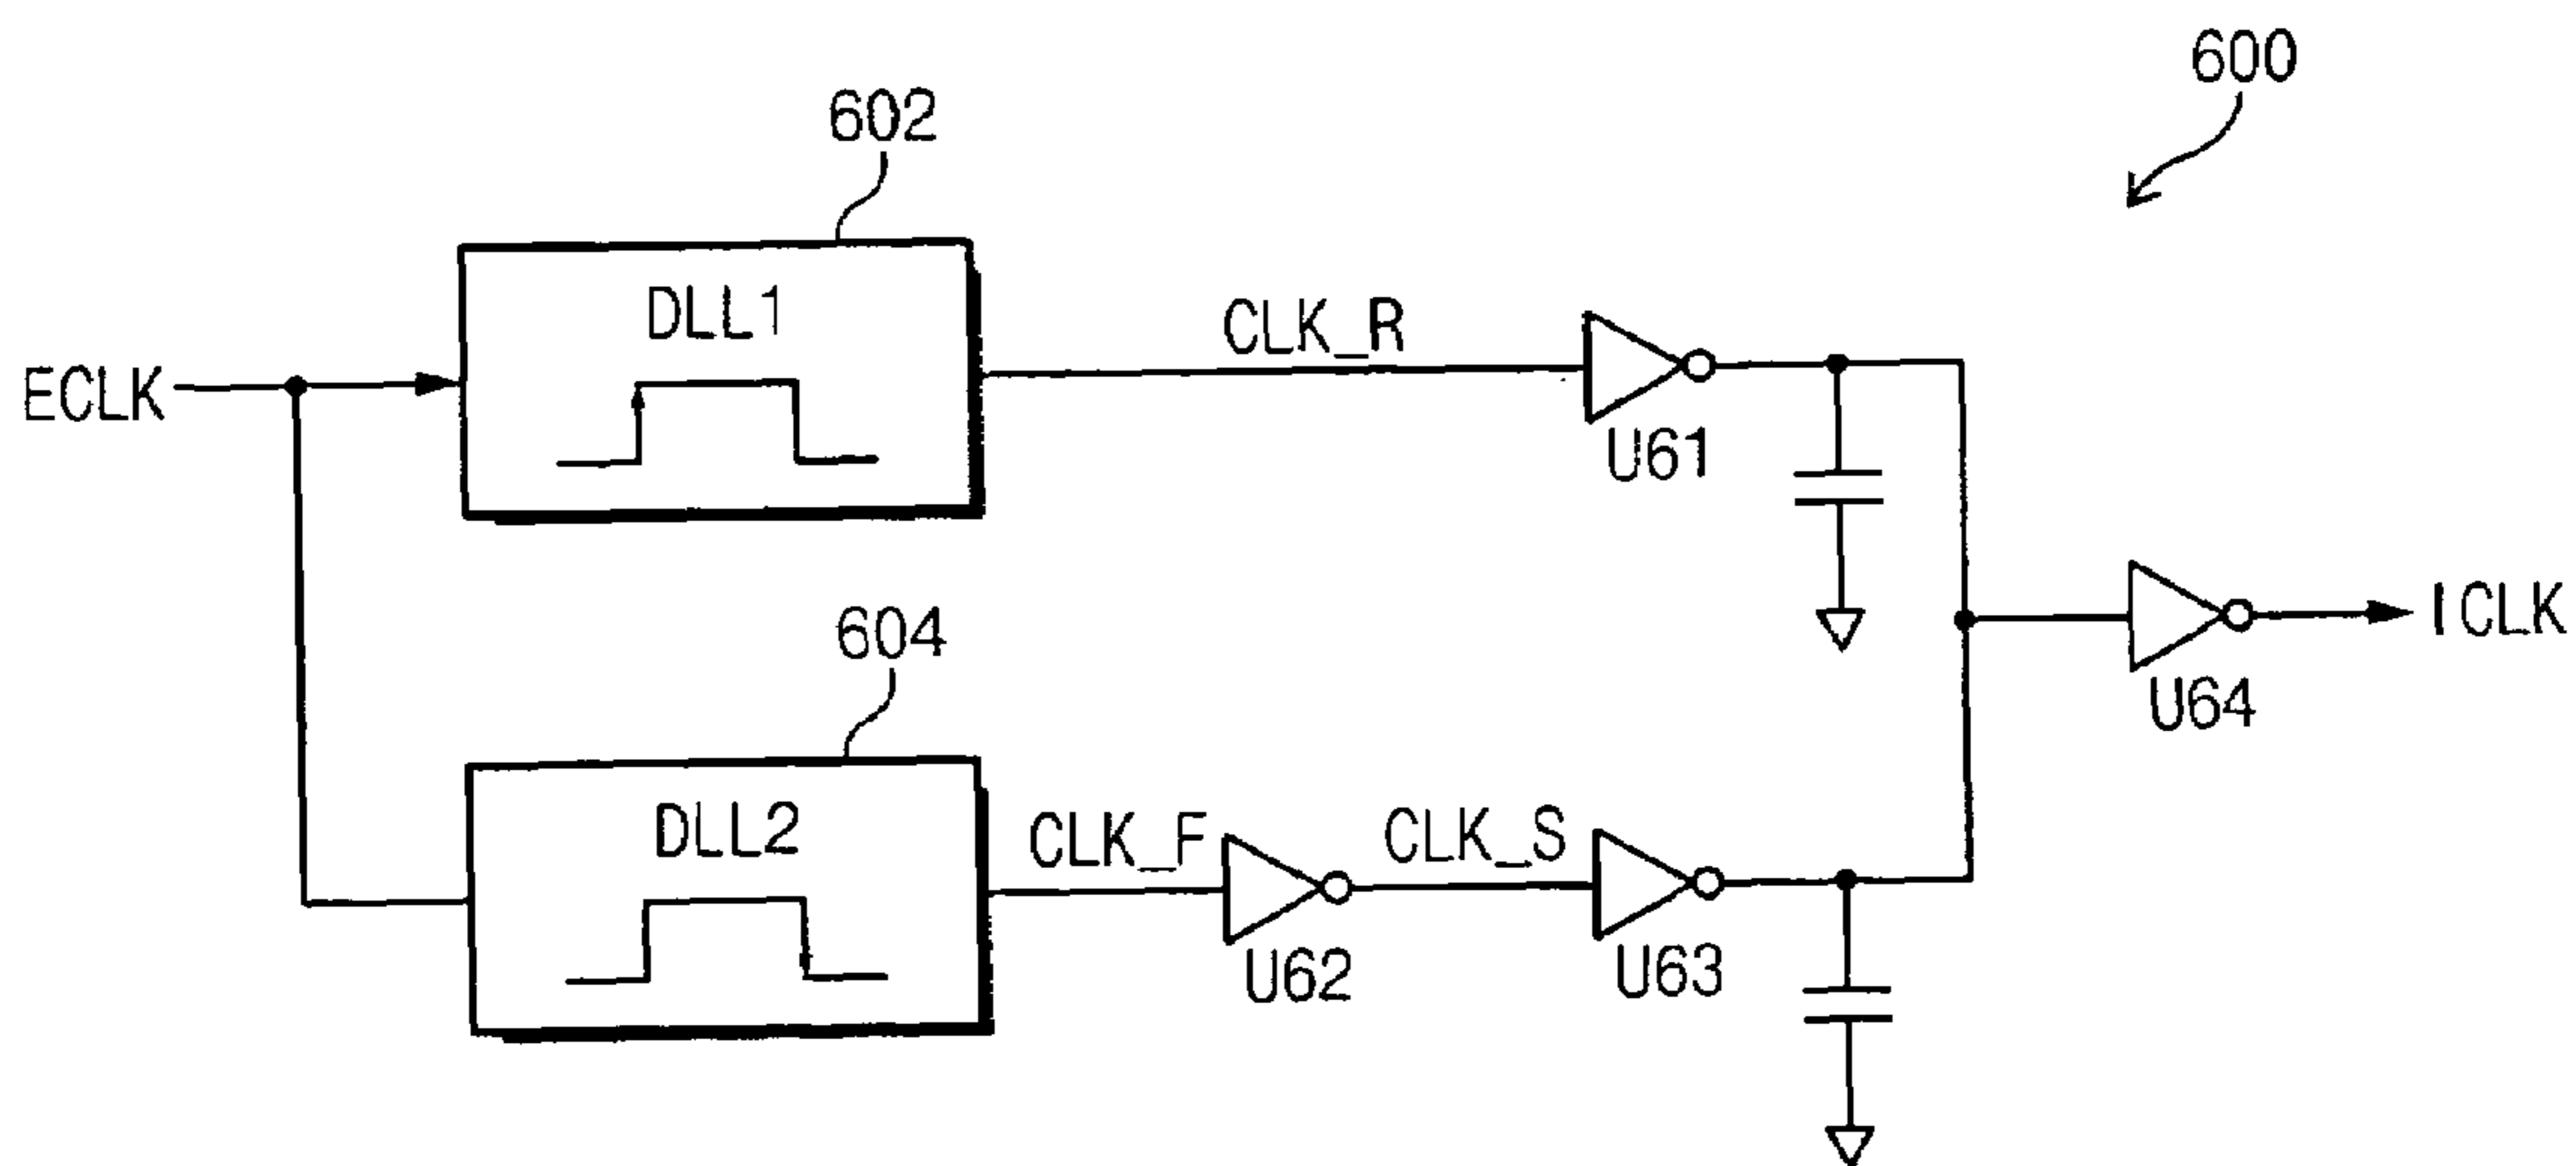 600
602
DLL1
ECLK
CLK_R
U61
604
DLL2
CLK_F
CLK_S
U62
U63
U64
ICLK